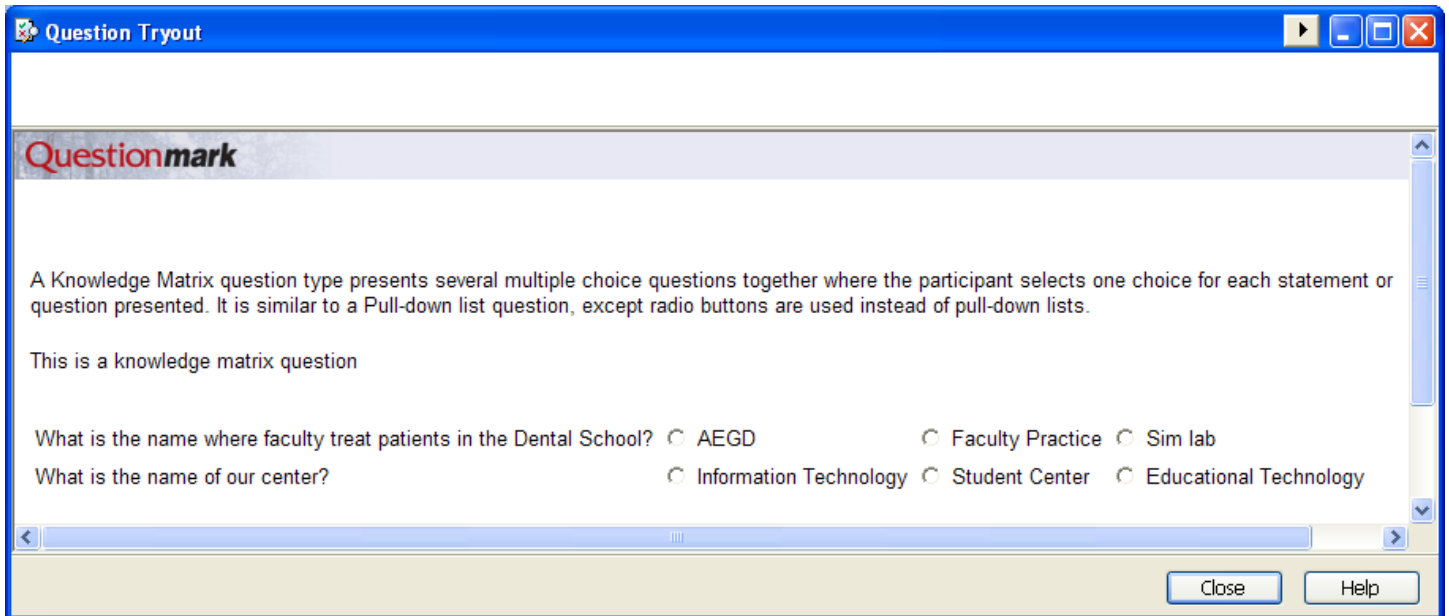 Question Tryout
Questionmark
A Knowledge Matrix question type presents several multiple choice questions together where the participant selects one choice for each statement or
question presented. It is similar to a Pull-down list question, except radio buttons are used instead of pull-down lists.
This is a knowledge matrix question
What is the name where faculty treat patients in the Dental School? AEGD Faculty Practice Sim lab
What is the name of our center? Information Technology Student Center Educational Technology
Close Help